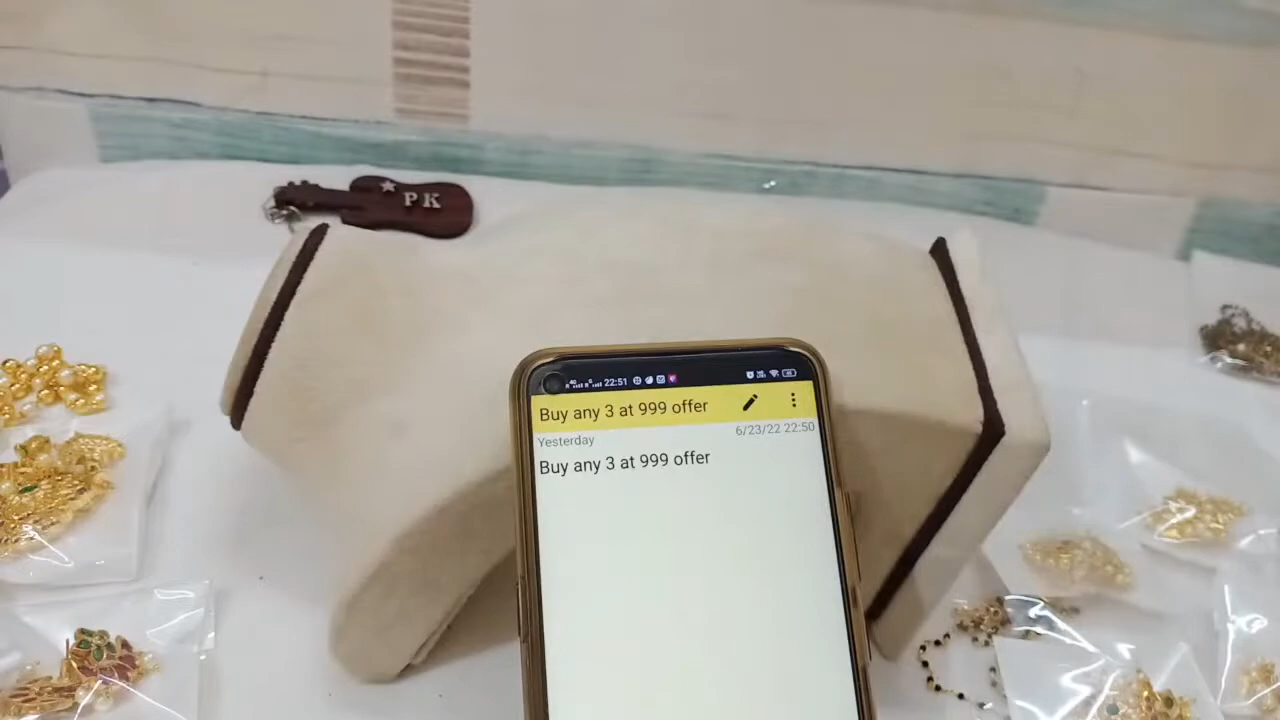 PK
22:51
Buy any 3 at 999 offer
Yesterday 6/23/22 22:50
Buy any 3 at 999 offer